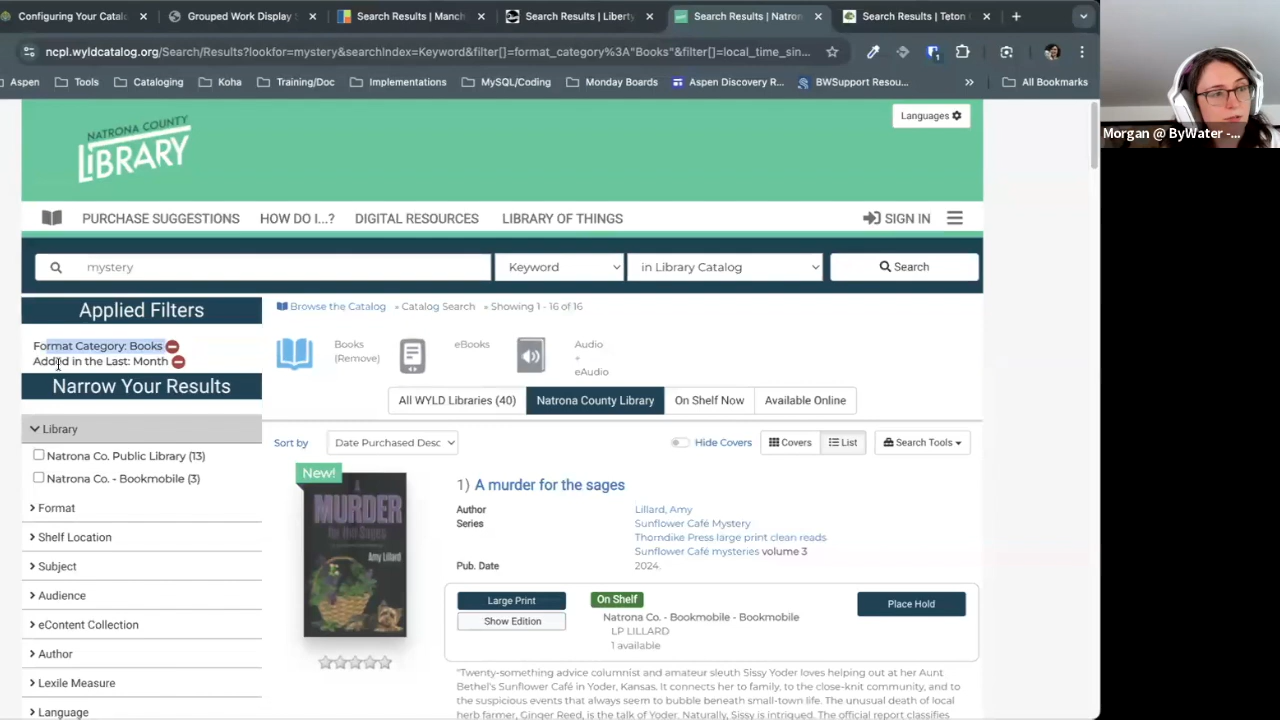 onfiguring Your Catal
Grouped Work Display
Search Results | Manch
Search Results | Liberty
Search Results | Natron
Search Results | Teton
ncpl.wyldcatalog.org/Search/Results?lookfor=mystery&searchIndex=Keyword&filter[]=format_category%3A"Books"&filter[]=local_time_sin...
Aspen
Tools
Cataloging
Koha
Training/Doc
Implementations
MySQL/Coding
Monday Boards
Aspen Discovery R...
BWSupport Resou...
»
All Bookmarks
Morgan @ ByWater -...
NATRONA COUNTY
LiBRARY
Languages
PURCHASE SUGGESTIONS
HOW DO I...?
DIGITAL RESOURCES
LIBRARY OF THINGS
SIGN IN
mystery
Keyword
in Library Catalog
Search
Applied Filters
Format Category: Books
Added in the Last: Month
Narrow Your Results
Library
Natrona Co. Public Library (13)
Natrona Co. - Bookmobile (3)
Format
Shelf Location
Subject
Audience
eContent Collection
Author
Lexile Measure
Language
Browse the Catalog » Catalog Search » Showing 1 - 16 of 16
Books
(Remove)
eBooks
Audio
+
eAudio
All WYLD Libraries (40)
Natrona County Library
On Shelf Now
Available Online
Sort by
Date Purchased Desc
Hide Covers
Covers
List
Search Tools
New!
MURDER
for the Sages
Amy Lillard
1) A murder for the sages
Author
Lillard, Amy
Series
Sunflower Café Mystery
Thorndike Press large print clean reads
Sunflower Café mysteries volume 3
Pub. Date
2024.
Large Print
Show Edition
On Shelf
Natrona Co. - Bookmobile - Bookmobile
LP LILLARD
1 available
Place Hold
"Twenty-something advice columnist and amateur sleuth Sissy Yoder loves helping out at her Aunt
Bethel's Sunflower Café in Yoder, Kansas. It connects her to family, to the close-knit community, and to
the suspicious events that always seem to bubble beneath small-town life. The unusual death of local
herb farmer, Ginger Reed, is the talk of Yoder. Naturally, Sissy is intrigued. The official report classifies